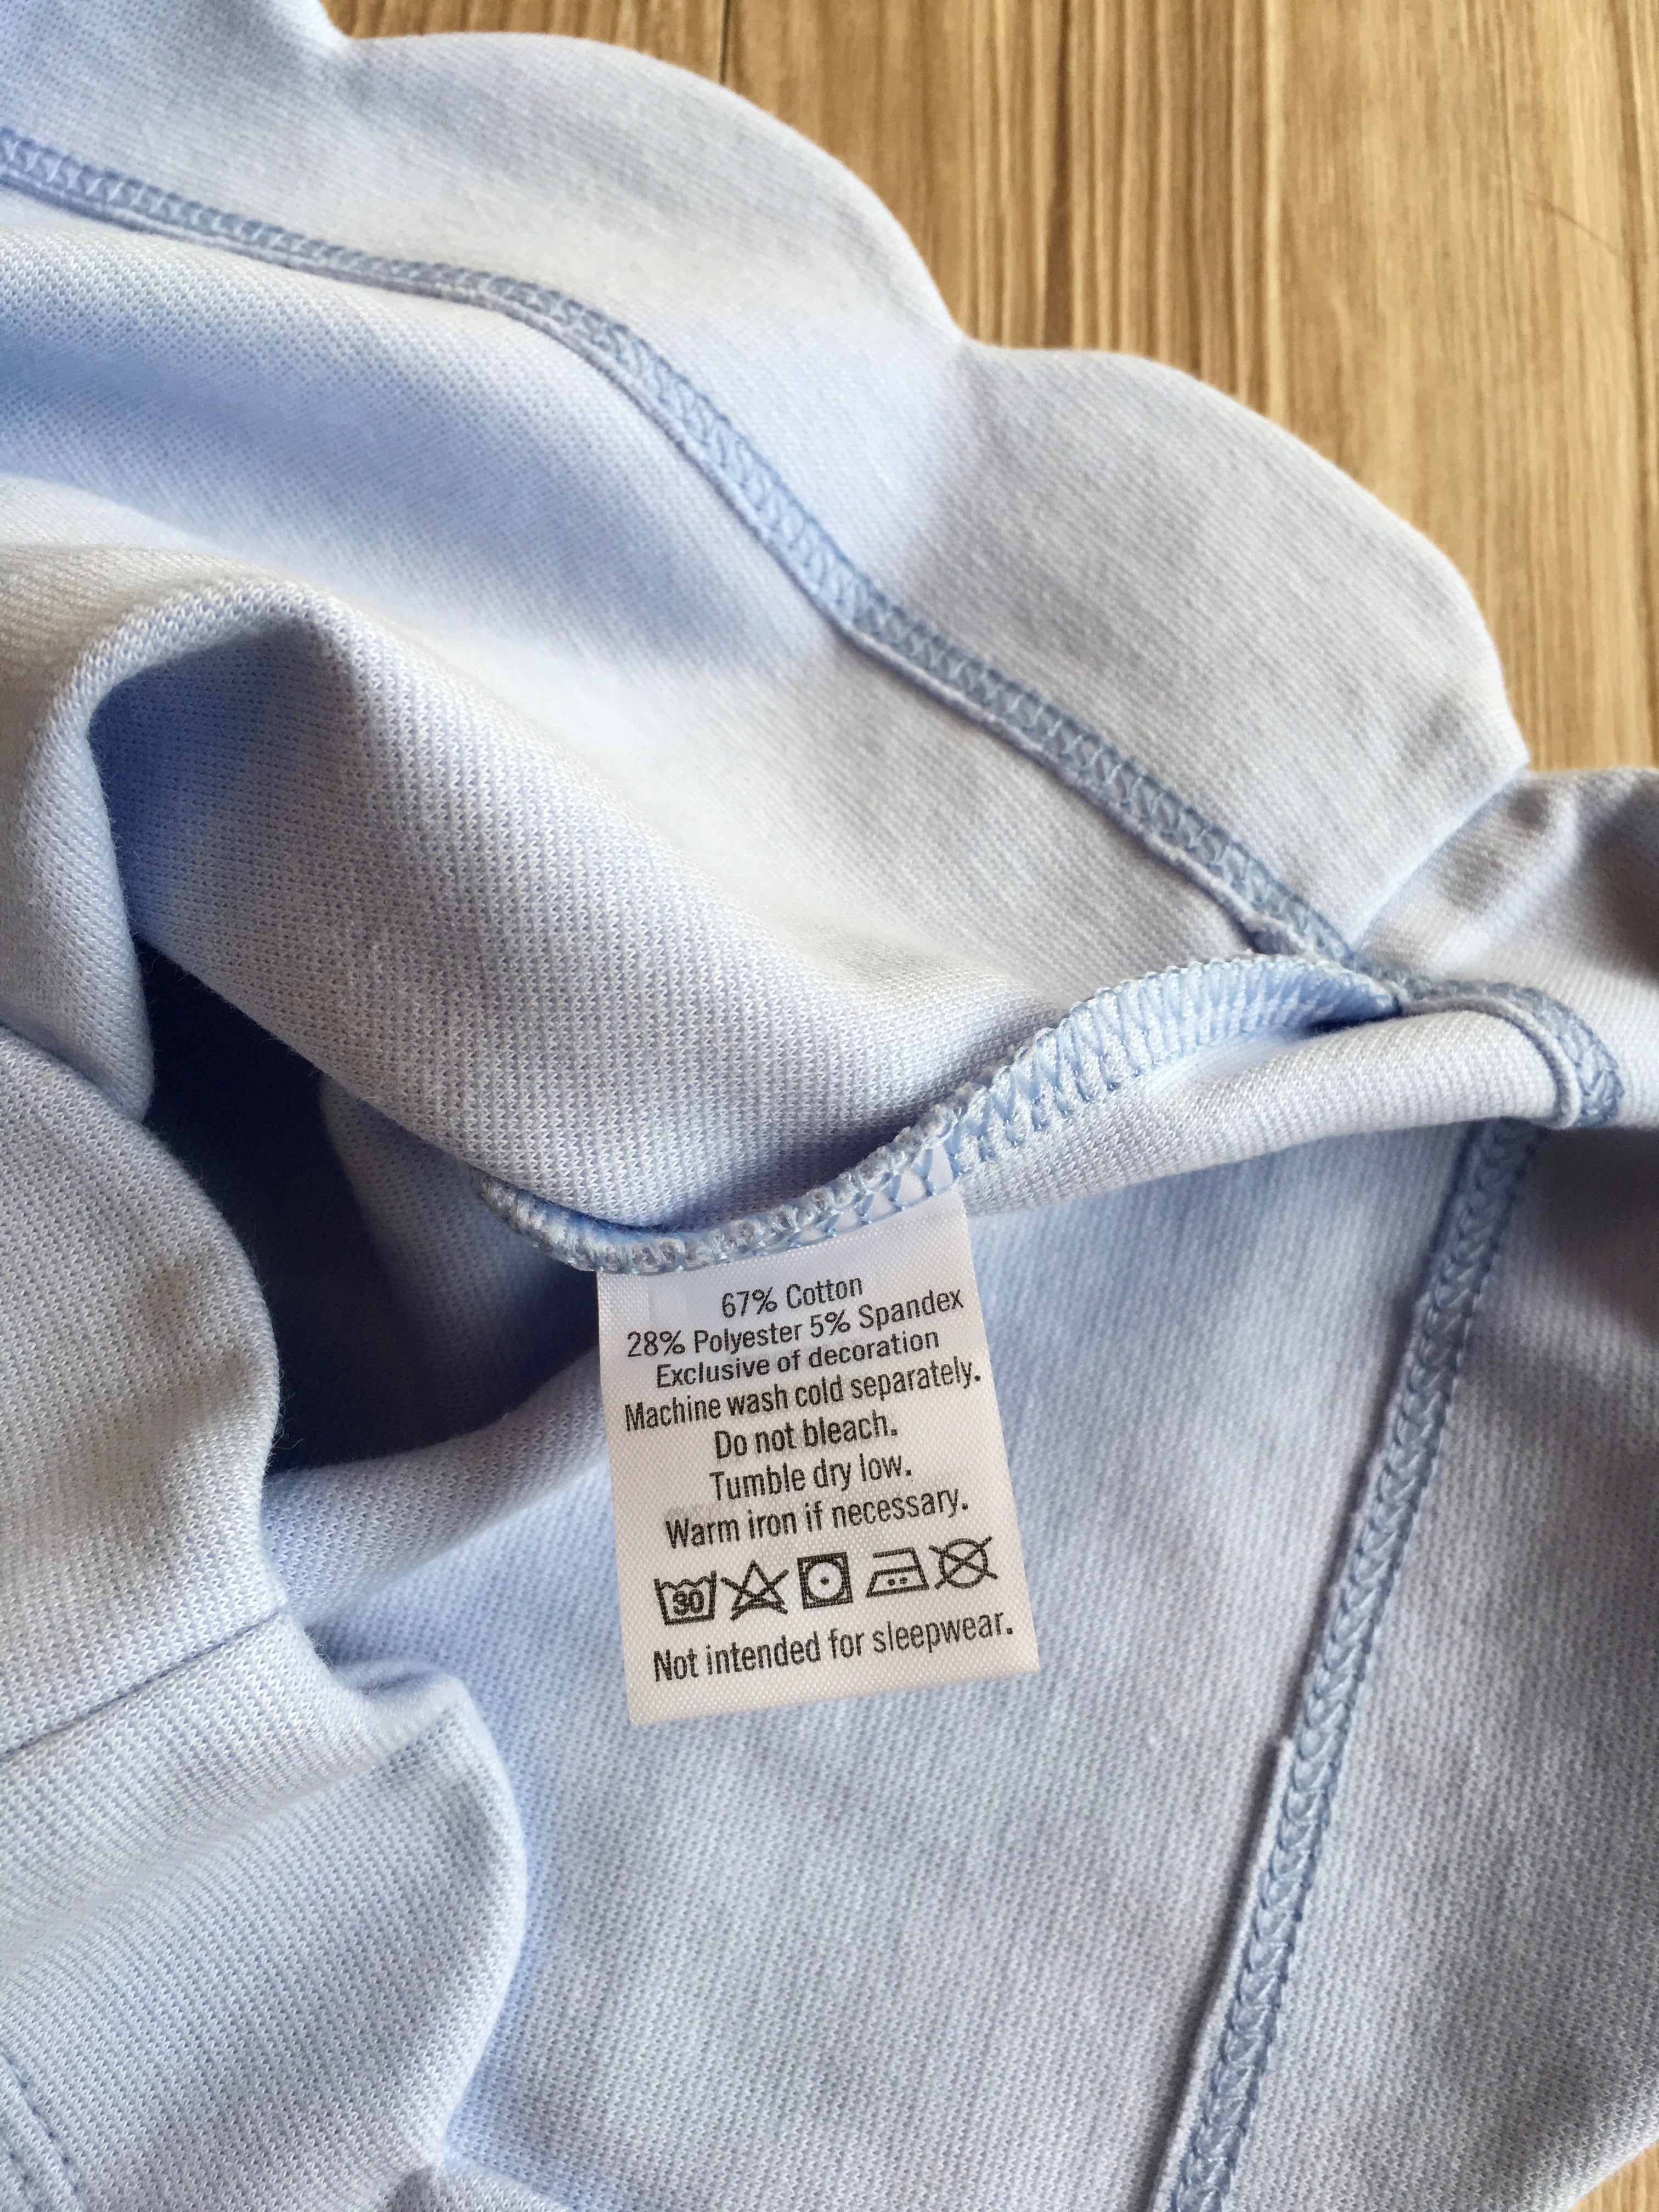 67% Cotton
28% Polyester 5% Spandex
Exclusive of decoration
Machine wash cold separately.
Do not bleach.
Tumble dry low.
Warm iron if necessary.
30
Not intended for sleepwear.